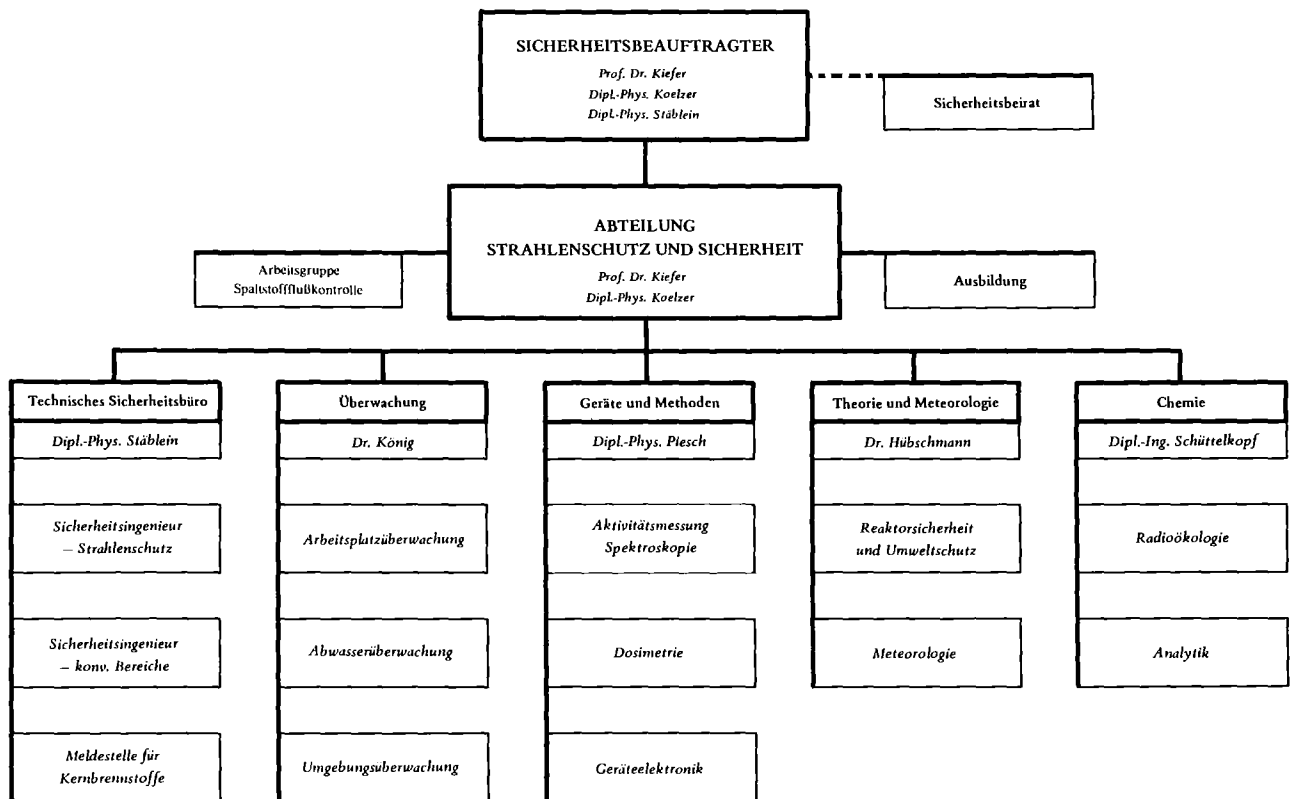 SICHERHEITSBEAUFTRAGTER
Prof. Dr. Kiefer
Dipl.-Phys. Koelzer
Dipl.-Phys. Stäblein
Sicherheitsbeirat
ABTEILUNG
STRAHLENSCHUTZ UND SICHERHEIT
Prof. Dr. Kiefer
Dipl.-Phys. Koelzer
Arbeitsgruppe
Spaltstoffflußkontrolle
Ausbildung
Technisches Sicherheitsbüro
Dipl.-Phys. Stäblein
Sicherheitsingenieur
– Strahlenschutz
Sicherheitsingenieur
– konv. Bereiche
Meldestelle für
Kernbrennstoffe
Überwachung
Dr. König
Arbeitsplatzüberwachung
Abwasserüberwachung
Umgebungsüberwachung
Geräte und Methoden
Dipl.-Phys. Piesch
Aktivitätsmessung
Spektroskopie
Dosimetrie
Geräteelektronik
Theorie und Meteorologie
Dr. Hübschmann
Reaktorsicherheit
und Umweltschutz
Meteorologie
Chemie
Dipl.-Ing. Schüttelkopf
Radioökologie
Analytik